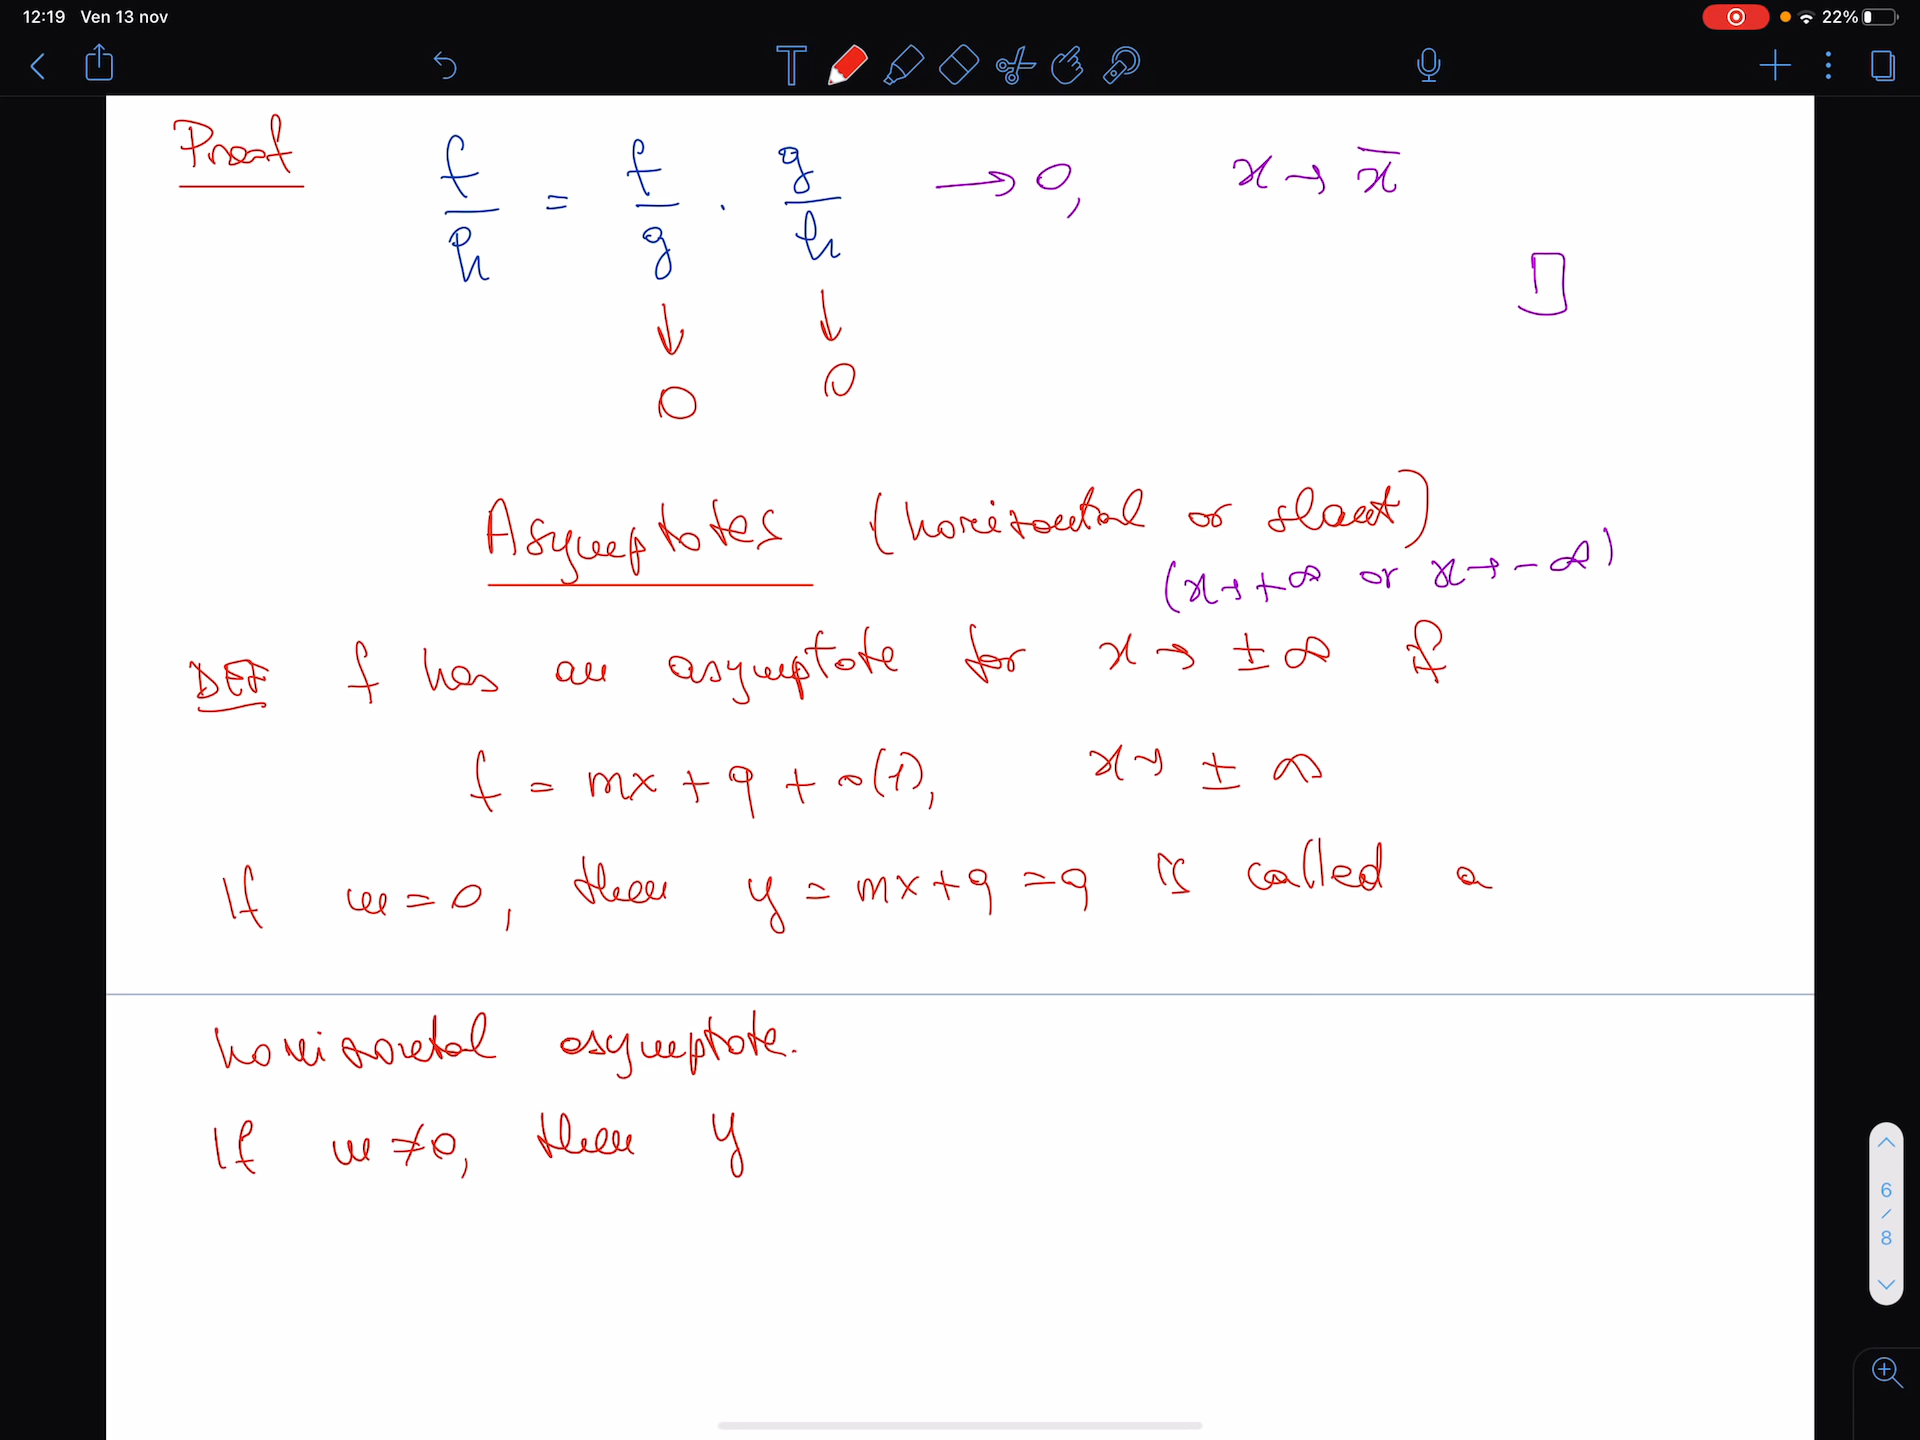 12:19 Ven 13 nov 22%
Proof f/h = f/g · g/h → 0, x → x̄
↓ ↓
0 0
Asymptotes (horizontal or slant)
(x → +∞ or x → -∞)
DEF f has an asymptote for x → ±∞ if
f = mx + q + o(1), x → ±∞
If m = 0, then y = mx + q = q is called a
horizontal asymptote.
If m ≠ 0, then y
6
/
8